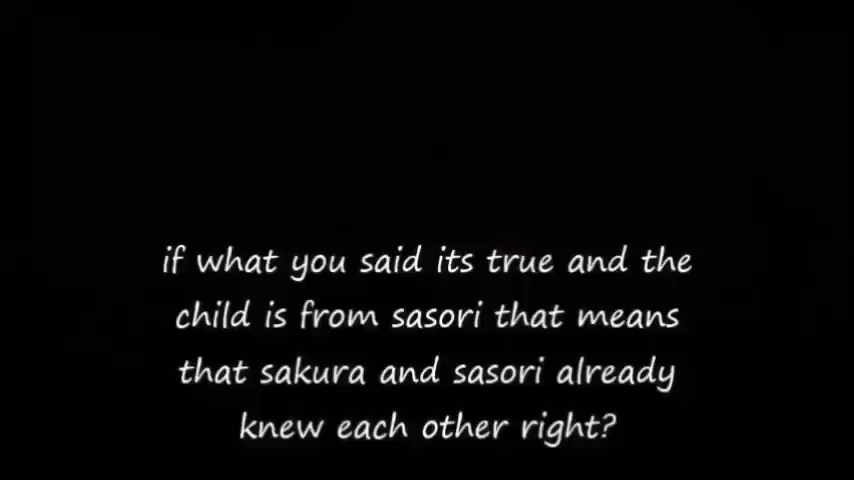 if what you said its true and the
child is from sasori that means
that sakura and sasori already
knew each other right?